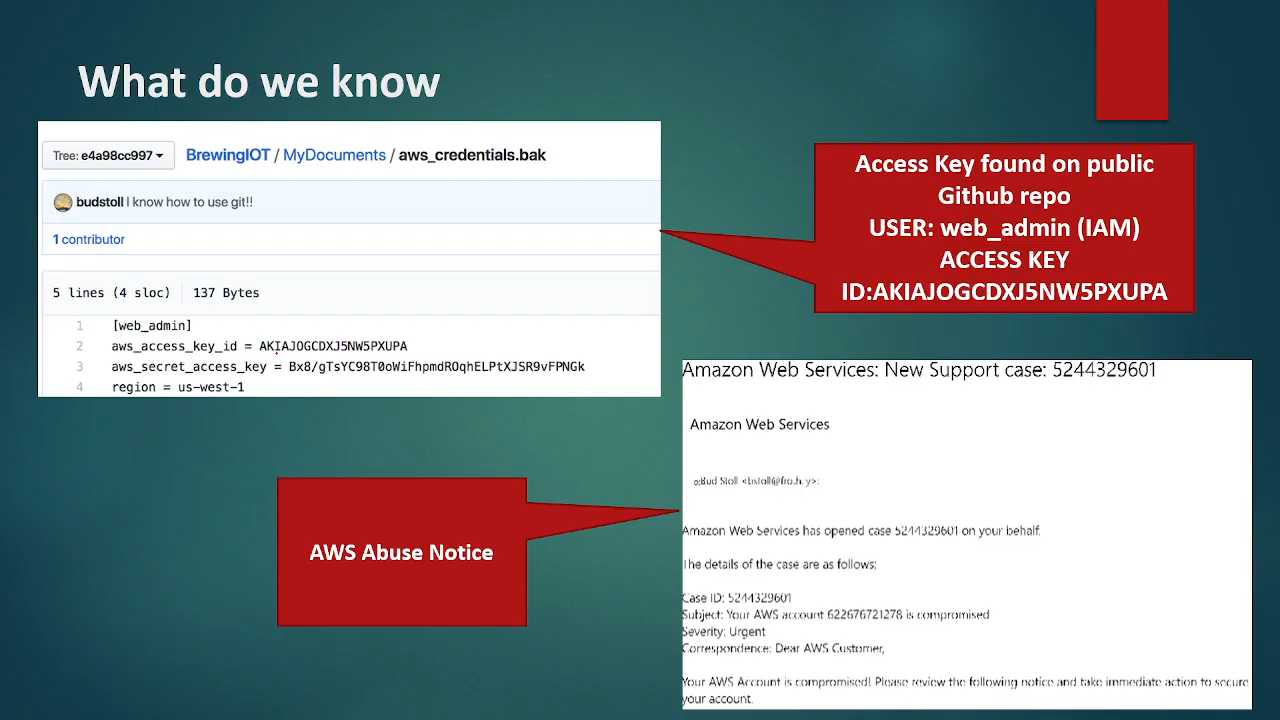 What do we know
Tree: e4a98cc997
BrewingIOT / MyDocuments / aws_credentials.bak
budstoll I know how to use git!!
1 contributor
5 lines (4 sloc) 137 Bytes
1 [web_admin]
2 aws_access_key_id = AKIAJOGCDXJ5NW5PXUPA
3 aws_secret_access_key = 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
4 region = us-west-1
Access Key found on public
Github repo
USER: web_admin (IAM)
ACCESS KEY
ID:AKIAJOGCDXJ5NW5PXUPA
AWS Abuse Notice
Amazon Web Services: New Support case: 5244329601
Amazon Web Services
Bud Stoll
Amazon Web Services has opened case 5244329601 on your behalf.
The details of the case are as follows:
Case ID: 5244329601
Subject: Your AWS account 622676721278 is compromised
Severity: Urgent
Correspondence: Dear AWS Customer,
Your AWS Account is compromised! Please review the following notice and take immediate action to secure
your account.